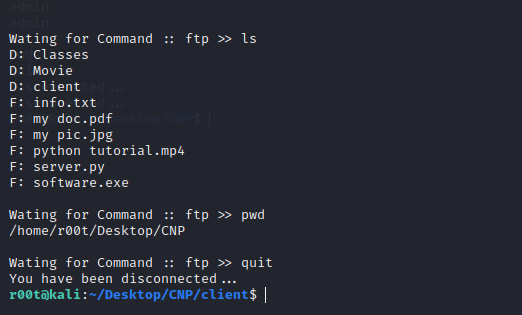 admin
admin
Wating for Command :: ftp >> ls
D: Classes
D: Movie
D: client
F: info.txt
F: my doc.pdf
F: my pic.jpg
F: python tutorial.mp4
F: server.py
F: software.exe
Wating for Command :: ftp >> pwd
/home/r00t/Desktop/CNP
Wating for Command :: ftp >> quit
You have been disconnected...
r00t@kali:~/Desktop/CNP/client$